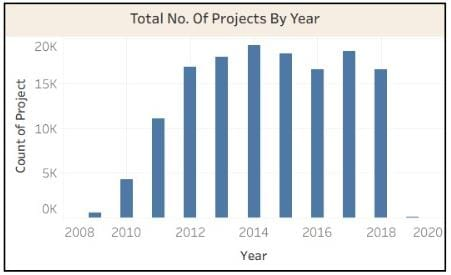 Total No. Of Projects By Year
20K
15K
10K
5K
0K
Count of Project
2008 2010 2012 2014 2016 2018 2020
Year